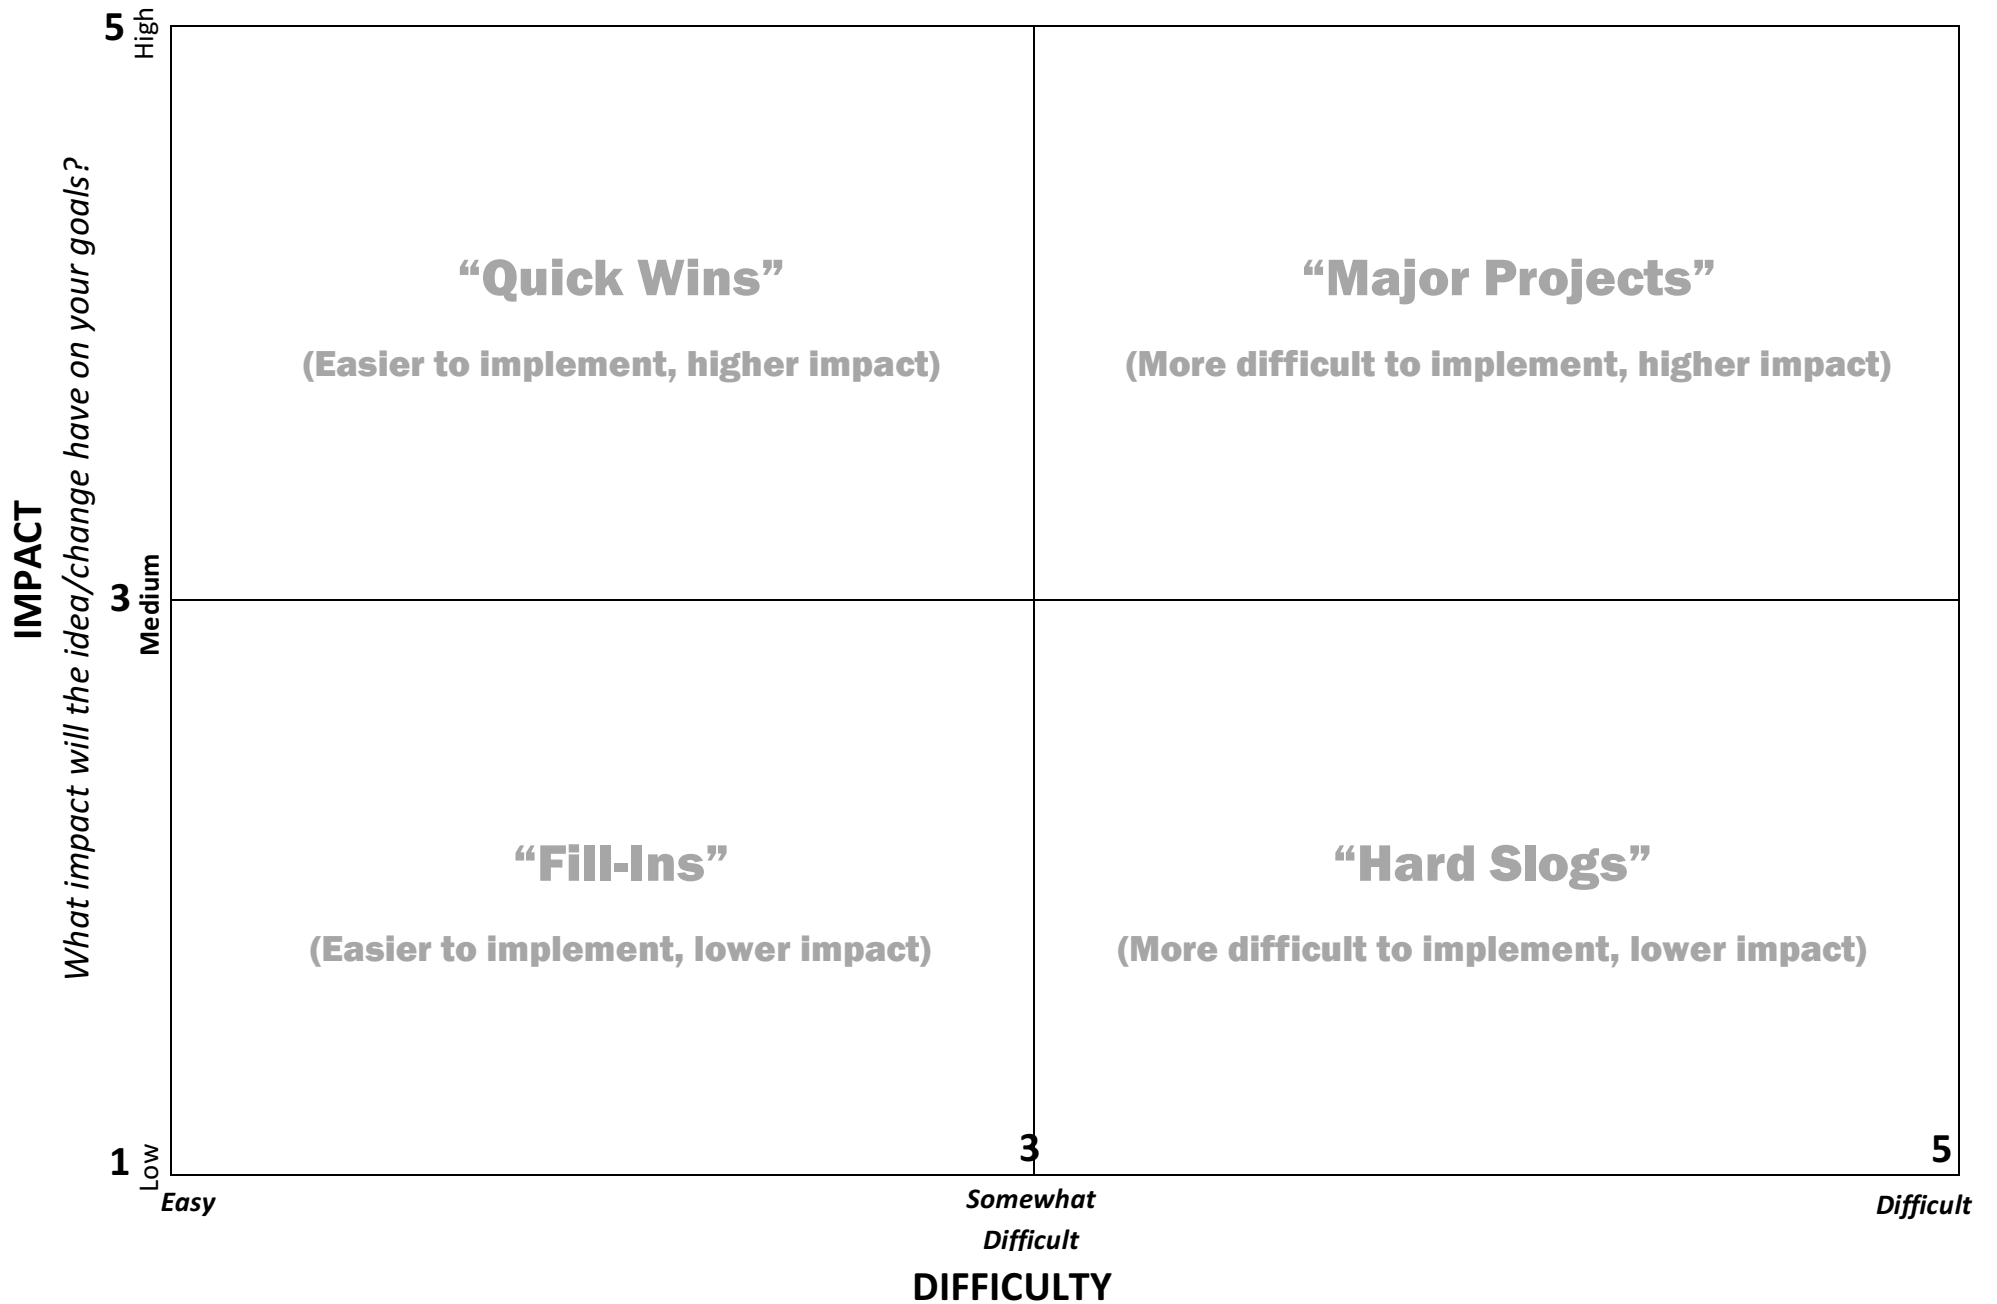 5
High
“Quick Wins”
(Easier to implement, higher impact)
“Major Projects”
(More difficult to implement, higher impact)
IMPACT
What impact will the idea/change have on your goals?
3
Medium
“Fill-Ins”
(Easier to implement, lower impact)
“Hard Slogs”
(More difficult to implement, lower impact)
1
Low
3
5
Easy
Somewhat
Difficult
Difficult
DIFFICULTY